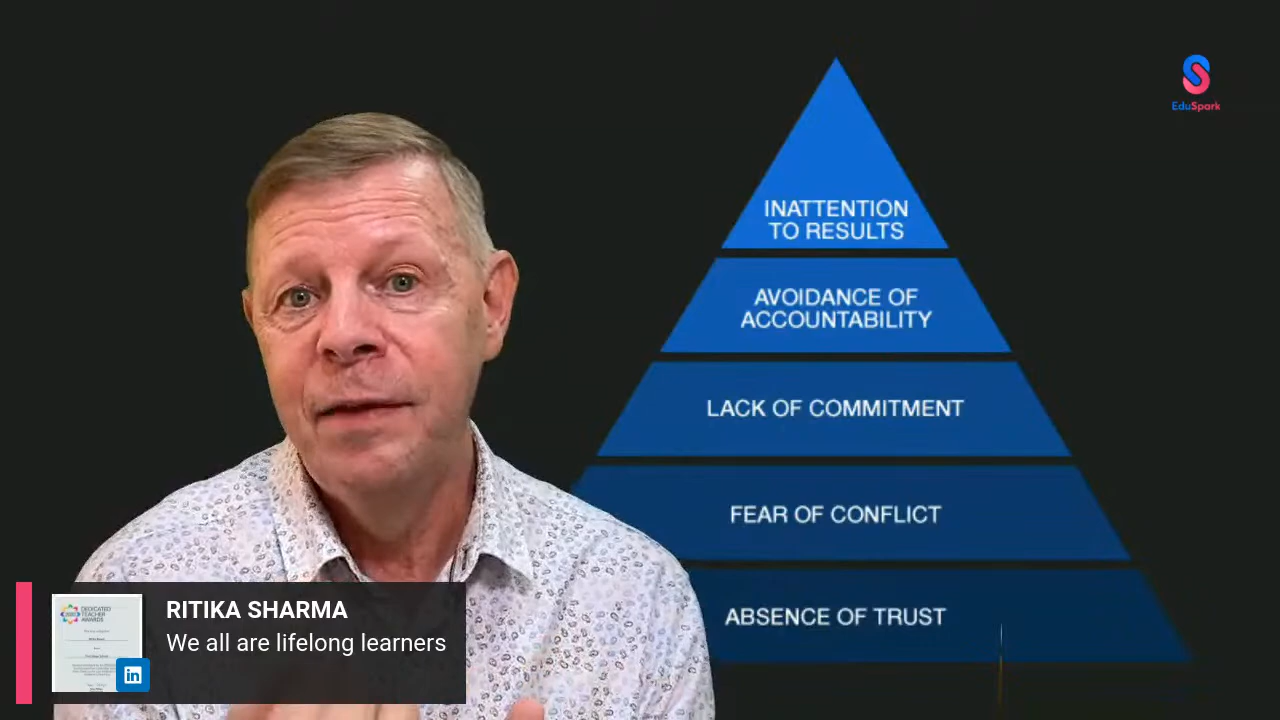 EduSpark
INATTENTION
TO RESULTS
AVOIDANCE OF
ACCOUNTABILITY
LACK OF COMMITMENT
FEAR OF CONFLICT
ABSENCE OF TRUST
DEDICATED
TEACHER
AWARDS
RITIKA SHARMA
We all are lifelong learners
in